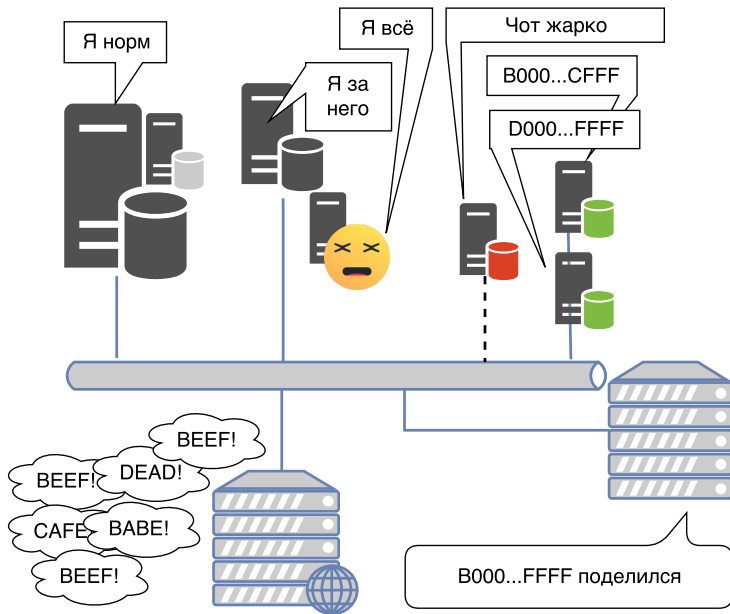 Я норм
Я всё
Чот жарко
Я за
него
B000...CFFF
D000...FFFF
BEEF!
DEAD!
BEEF!
CAFE
BABE!
BEEF!
B000...FFFF поделился